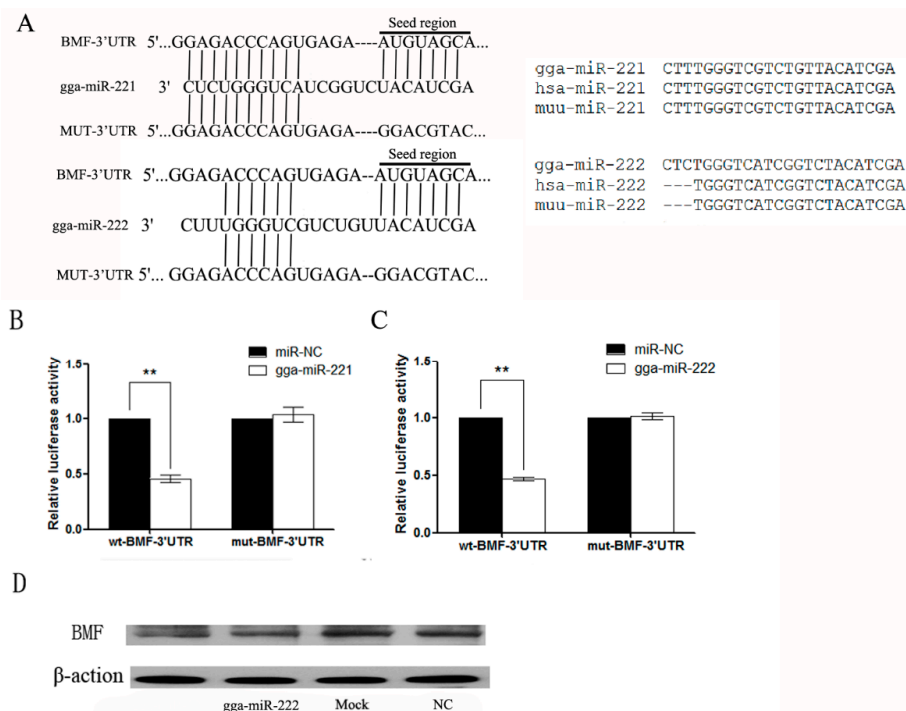 A
Seed region
BMF-3'UTR 5'...GGAGACCCAGUGAGA----AUGUAGCA...
gga-miR-221 3' CUCUGGGUCAUCGGUCUACAUCGA
MUT-3'UTR 5'...GGAGACCCAGUGAGA----GGACGTAC...
Seed region
BMF-3'UTR 5'...GGAGACCCAGUGAGA--AUGUAGCA...
gga-miR-222 3' CUUUGGGUCGUCUGUUACAUCGA
MUT-3'UTR 5'...GGAGACCCAGUGAGA--GGACGTAC...
gga-miR-221 CTTTGGGTCGTCTGTTACATCGA
hsa-miR-221 CTTTGGGTCGTCTGTTACATCGA
muu-miR-221 CTTTGGGTCGTCTGTTACATCGA
gga-miR-222 CTCTGGGTCATCGGTCTACATCGA
hsa-miR-222 ---TGGGTCATCGGTCTACATCGA
muu-miR-222 ---TGGGTCATCGGTCTACATCGA
B
Relative luciferase activity
1.5
1.0
0.5
0.0
**
miR-NC
gga-miR-221
wt-BMF-3'UTR mut-BMF-3'UTR
C
Relative luciferase activity
1.5
1.0
0.5
0.0
**
miR-NC
gga-miR-222
wt-BMF-3'UTR mut-BMF-3'UTR
D
BMF
β-action
gga-miR-222 Mock NC